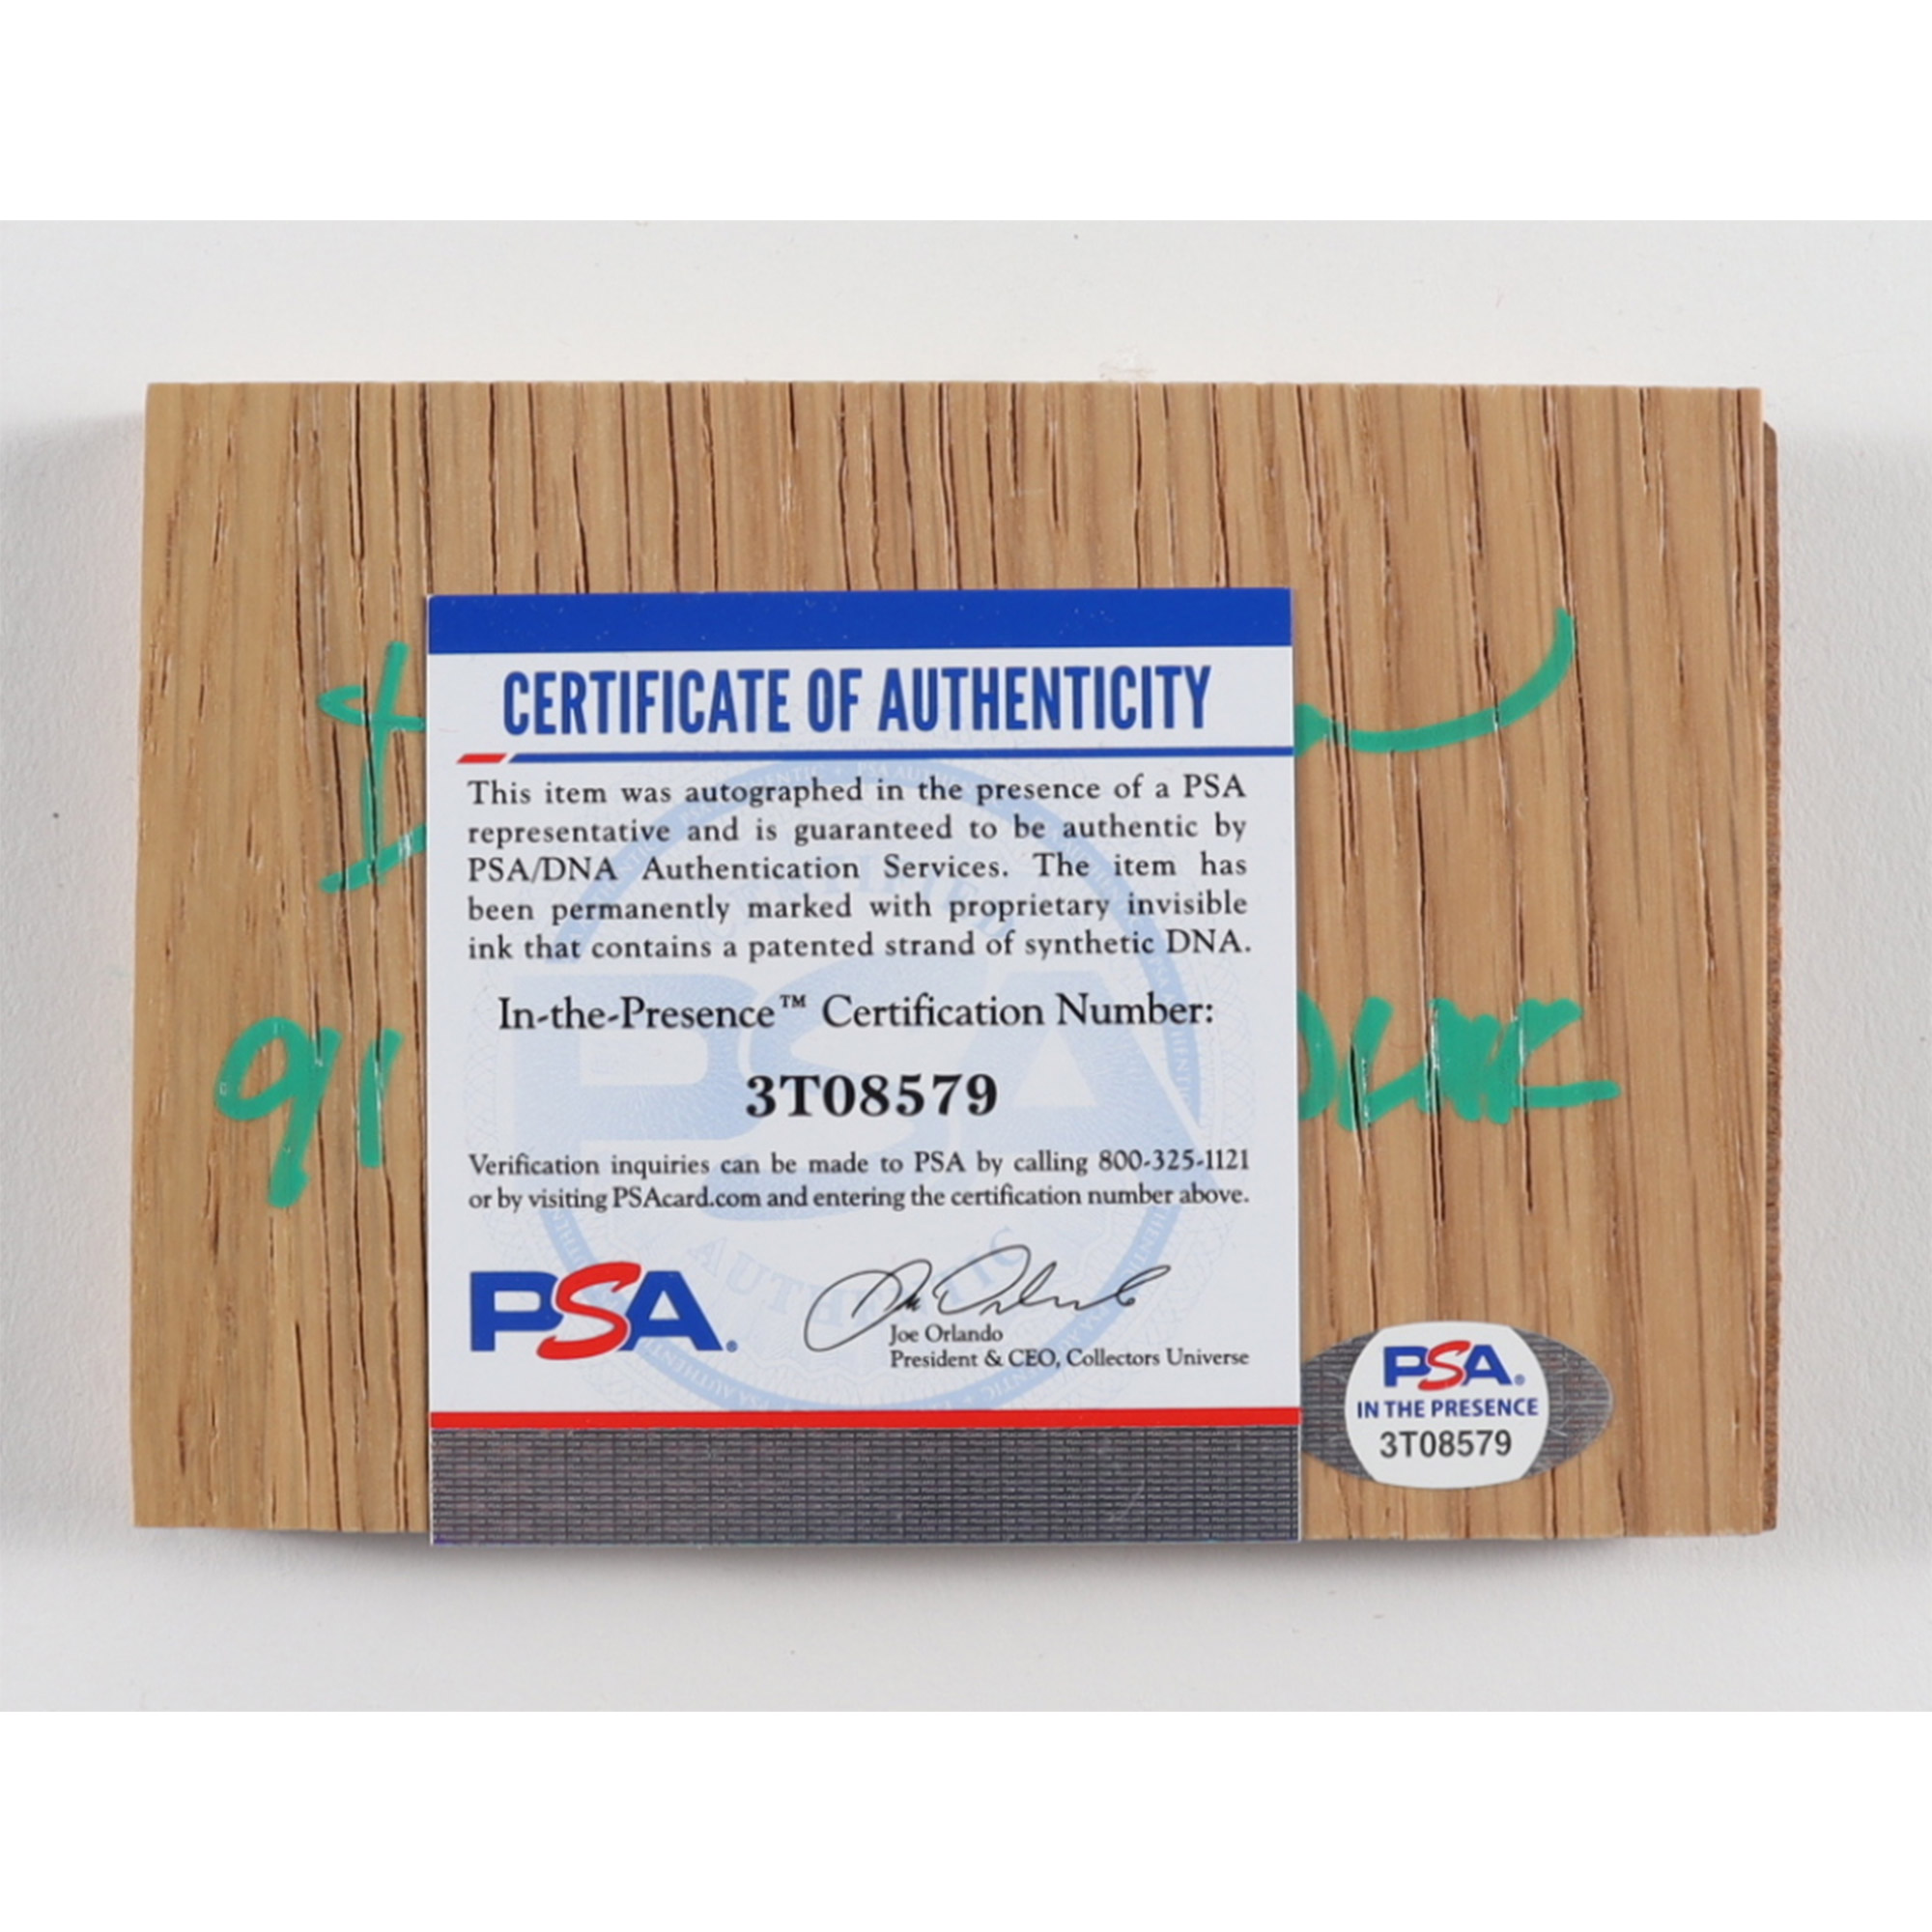 CERTIFICATE OF AUTHENTICITY
This item was autographed in the presence of a PSA
representative and is guaranteed to be authentic by
PSA/DNA Authentication Services. The item has
been permanently marked with proprietary invisible
ink that contains a patented strand of synthetic DNA.
In-the-Presence™ Certification Number:
91
3T08579
Verification inquiries can be made to PSA by calling 800-325-1121
or by visiting PSAcard.com and entering the certification number above.
PSA®
Joe Orlando
President & CEO, Collectors Universe
PSA®
IN THE PRESENCE
3T08579